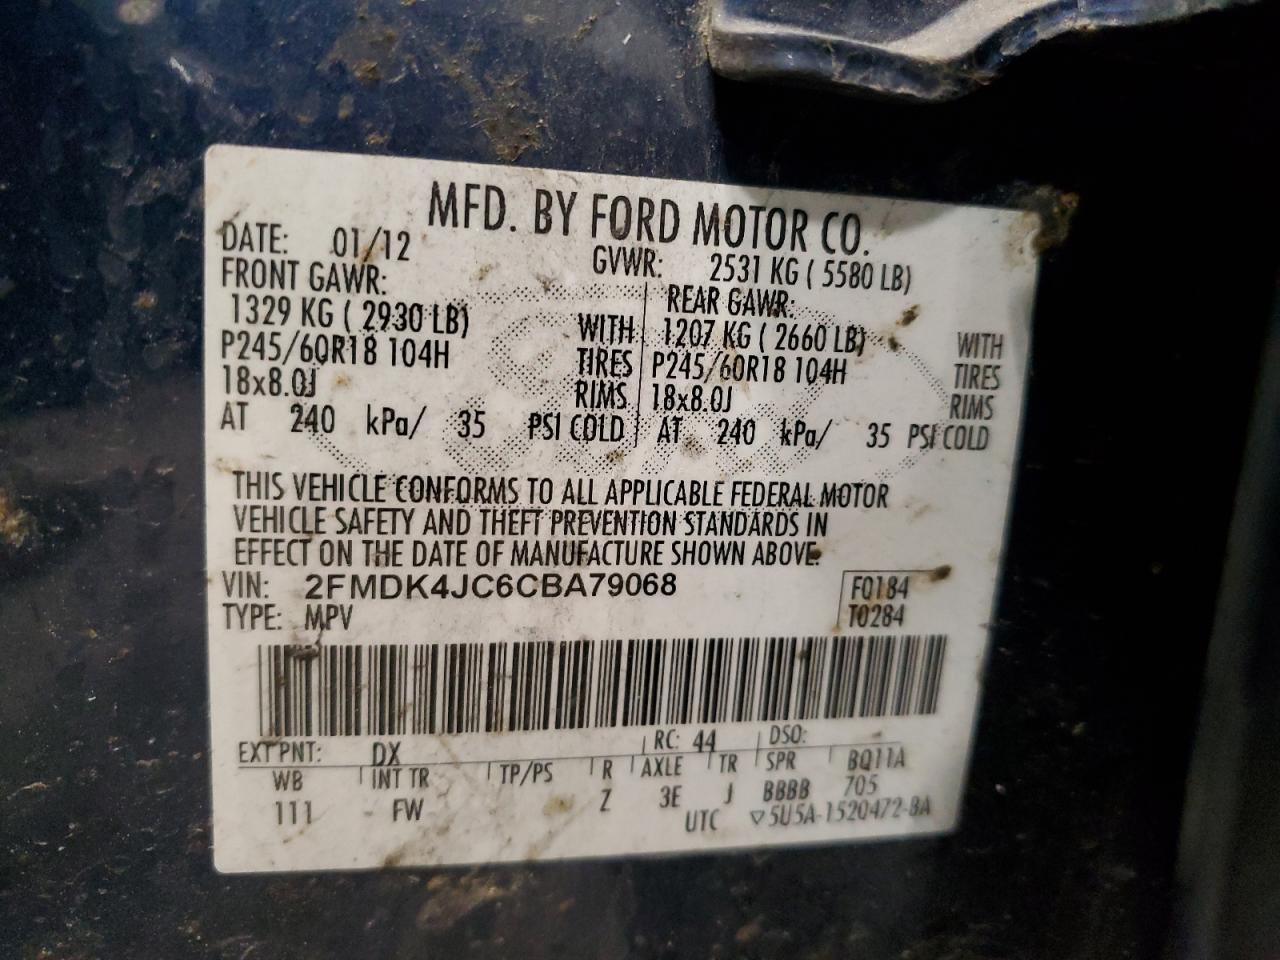 MFD. BY FORD MOTOR CO.
DATE: 01/12 GVWR: 2531 KG ( 5580 LB)
FRONT GAWR: REAR GAWR:
1329 KG ( 2930 LB) WITH 1207 KG ( 2660 LB) WITH
P245/60R18 104H TIRES P245/60R18 104H TIRES
18x8.0J RIMS 18x8.0J RIMS
AT 240 kPa/ 35 PSI COLD AT 240 kPa/ 35 PSI COLD
THIS VEHICLE CONFORMS TO ALL APPLICABLE FEDERAL MOTOR
VEHICLE SAFETY AND THEFT PREVENTION STANDARDS IN
EFFECT ON THE DATE OF MANUFACTURE SHOWN ABOVE.
VIN: 2FMDK4JC6CBA79068 F0184
TYPE: MPV T0284
EXT PNT: DX RC: 44 DSO:
WB INT TR TP/PS R AXLE TR SPR BQ11A
111 FW Z 3E J BBBB 705
UTC ▽5U5A-1520472-BA